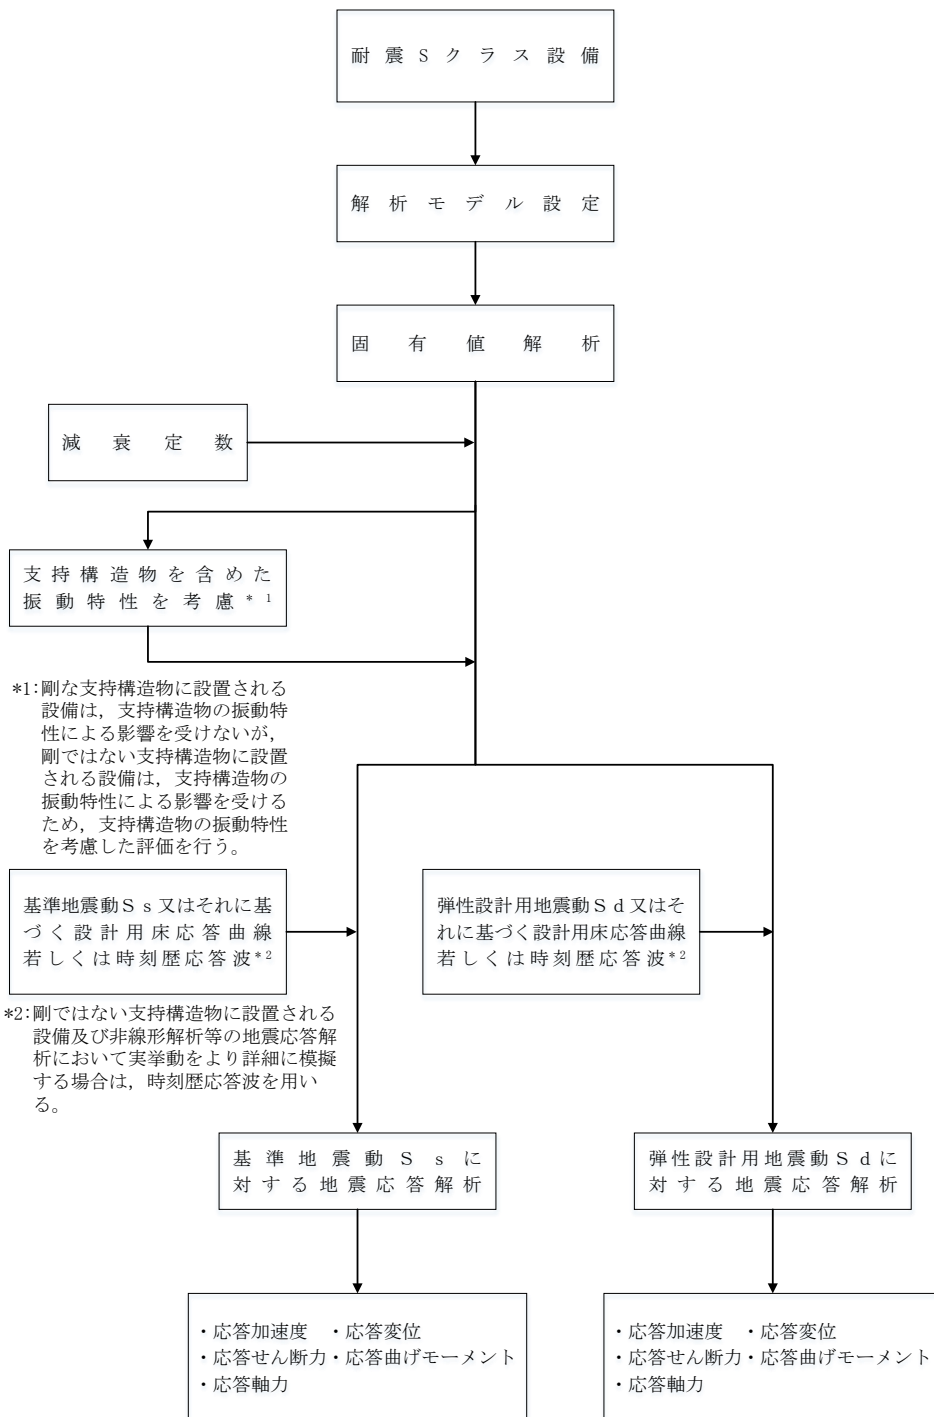 耐震Sクラス設備
解析モデル設定
固有値解析
減衰定数
支持構造物を含めた
振動特性を考慮*1
*1:剛な支持構造物に設置される
設備は，支持構造物の振動特
性による影響を受けないが，
剛ではない支持構造物に設置
される設備は，支持構造物の
振動特性による影響を受ける
ため，支持構造物の振動特性
を考慮した評価を行う。
基準地震動Ｓｓ又はそれに基
づく設計用床応答曲線
若しくは時刻歴応答波*2
弾性設計用地震動Ｓｄ又はそ
れに基づく設計用床応答曲線
若しくは時刻歴応答波*2
*2:剛ではない支持構造物に設置される
設備及び非線形解析等の地震応答解
析において実挙動をより詳細に模擬
する場合は，時刻歴応答波を用い
る。
基準地震動Ｓｓに
対する地震応答解析
弾性設計用地震動Ｓｄに
対する地震応答解析
・応答加速度　・応答変位
・応答せん断力・応答曲げモーメント
・応答軸力
・応答加速度　・応答変位
・応答せん断力・応答曲げモーメント
・応答軸力